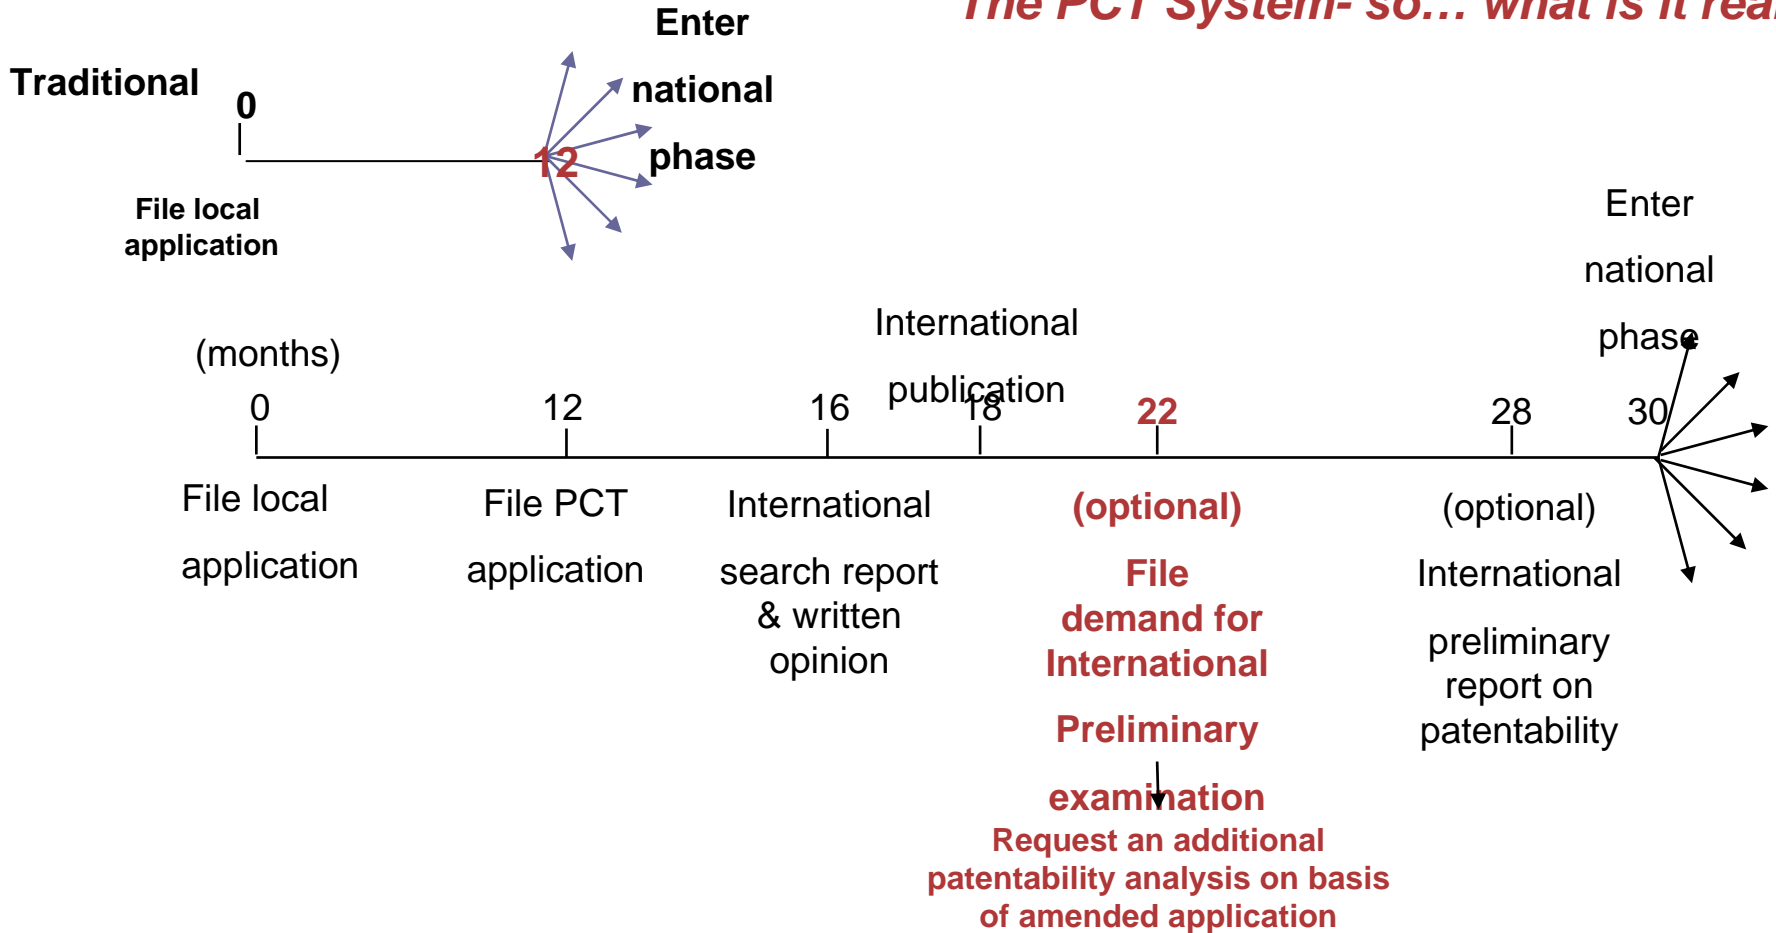 The PCT System- so… what is it
Traditional
0
12
Enter
national
phase
File local
application
(months)
0
12
16
International
publication
18
22
28
30
Enter
national
phase
File local
application
File PCT
application
International
search report
& written
opinion
(optional)
File
demand for
International
Preliminary
examination
Request an additional
patentability analysis on basis
of amended application
(optional)
International
preliminary
report on
patentability